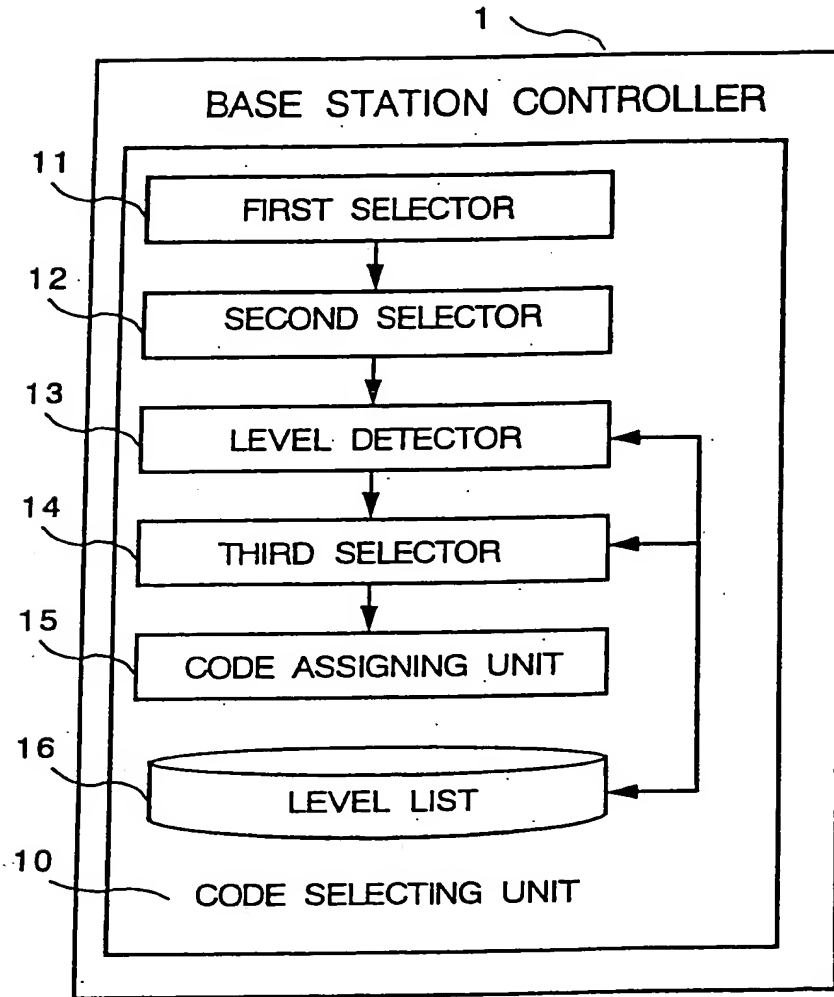 1
BASE STATION CONTROLLER
11
FIRST SELECTOR
12
SECOND SELECTOR
13
LEVEL DETECTOR
14
THIRD SELECTOR
15
CODE ASSIGNING UNIT
16
LEVEL LIST
10
CODE SELECTING UNIT